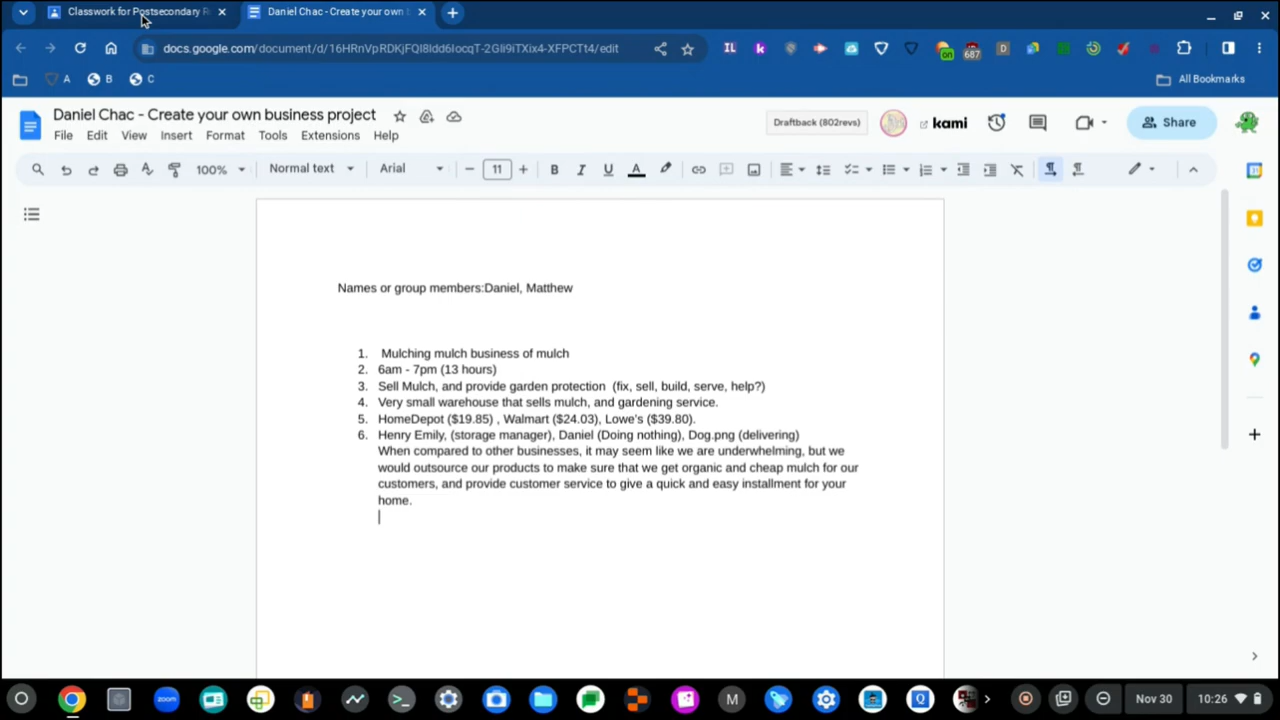 Classwork for Postsecondary R
Daniel Chac - Create your own
docs.google.com/document/d/16HRnVpRDKjFQI8Idd6IocqT-2Gli9iTXix4-XFPCTt4/edit
IL
k
on
687
D
A
B
C
All Bookmarks
Daniel Chac - Create your own business project
File Edit View Insert Format Tools Extensions Help
Draftback (802revs)
kami
Share
100%
Normal text
Arial
11
B I U A
Names or group members:Daniel, Matthew
1. Mulching mulch business of mulch
2. 6am - 7pm (13 hours)
3. Sell Mulch, and provide garden protection (fix, sell, build, serve, help?)
4. Very small warehouse that sells mulch, and gardening service.
5. HomeDepot ($19.85) , Walmart ($24.03), Lowe's ($39.80).
6. Henry Emily, (storage manager), Daniel (Doing nothing), Dog.png (delivering)
When compared to other businesses, it may seem like we are underwhelming, but we
would outsource our products to make sure that we get organic and cheap mulch for our
customers, and provide customer service to give a quick and easy installment for your
home.
zoom
M
Q
Nov 30
10:26